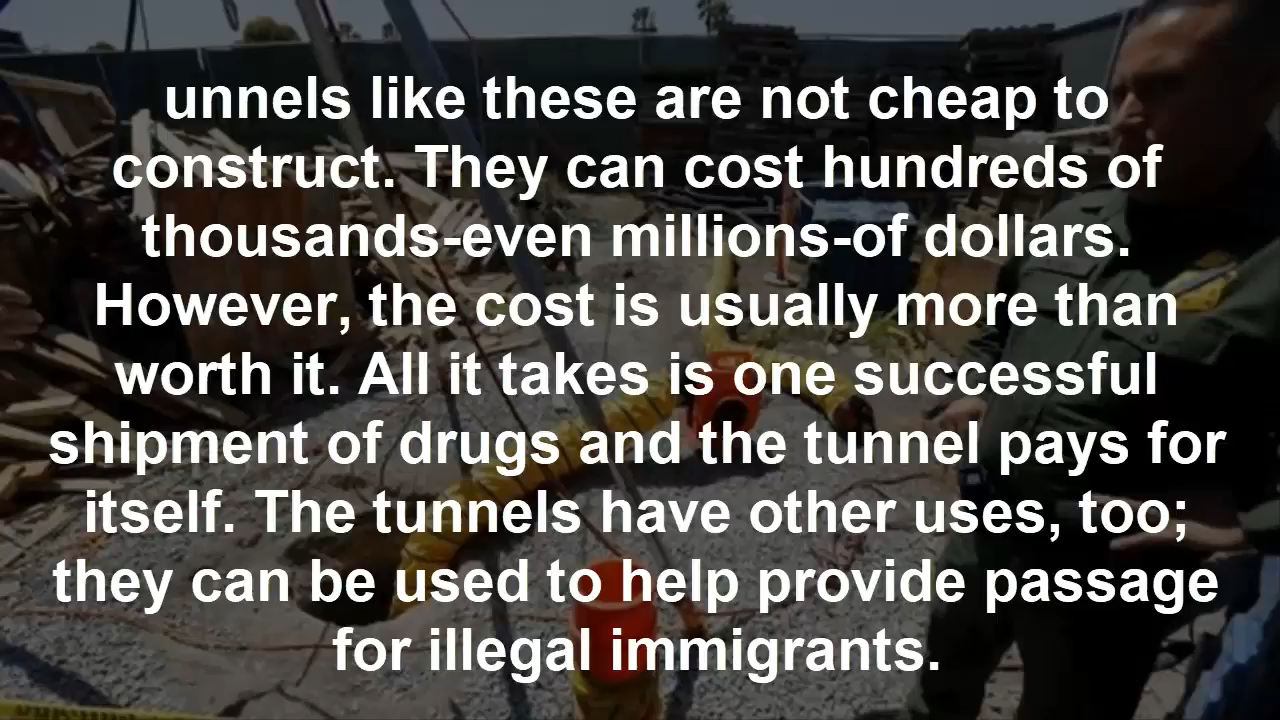 unnels like these are not cheap to
construct. They can cost hundreds of
thousands-even millions-of dollars.
However, the cost is usually more than
worth it. All it takes is one successful
shipment of drugs and the tunnel pays for
itself. The tunnels have other uses, too;
they can be used to help provide passage
for illegal immigrants.